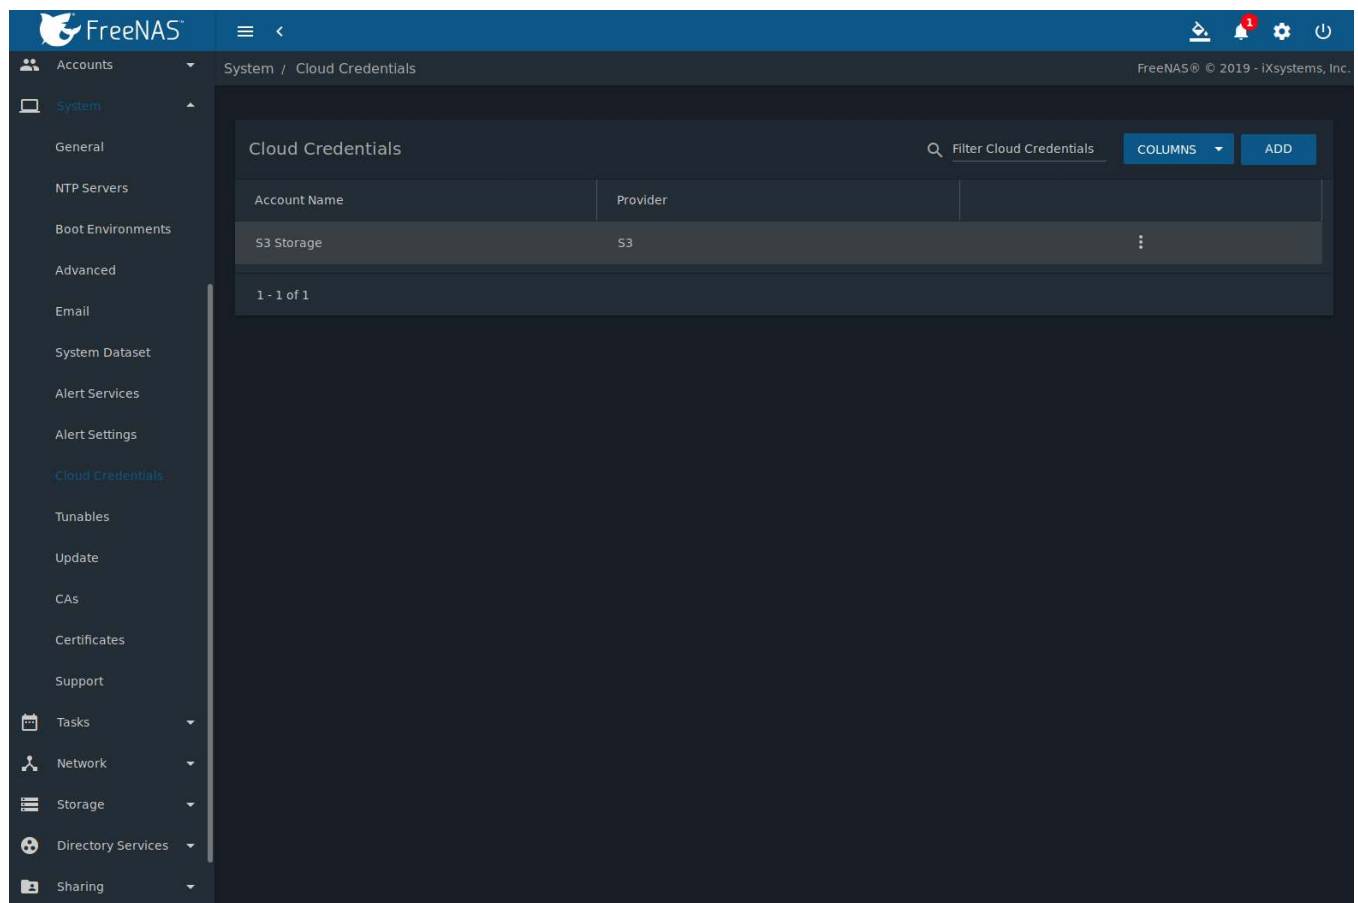 FreeNAS®
1
Accounts
System / Cloud Credentials
FreeNAS® © 2019 - iXsystems, Inc.
System
General
NTP Servers
Boot Environments
Advanced
Email
System Dataset
Alert Services
Alert Settings
Cloud Credentials
Tunables
Update
CAs
Certificates
Support
Tasks
Network
Storage
Directory Services
Sharing
Cloud Credentials
Filter Cloud Credentials
COLUMNS
ADD
Account Name Provider
S3 Storage S3
1 - 1 of 1